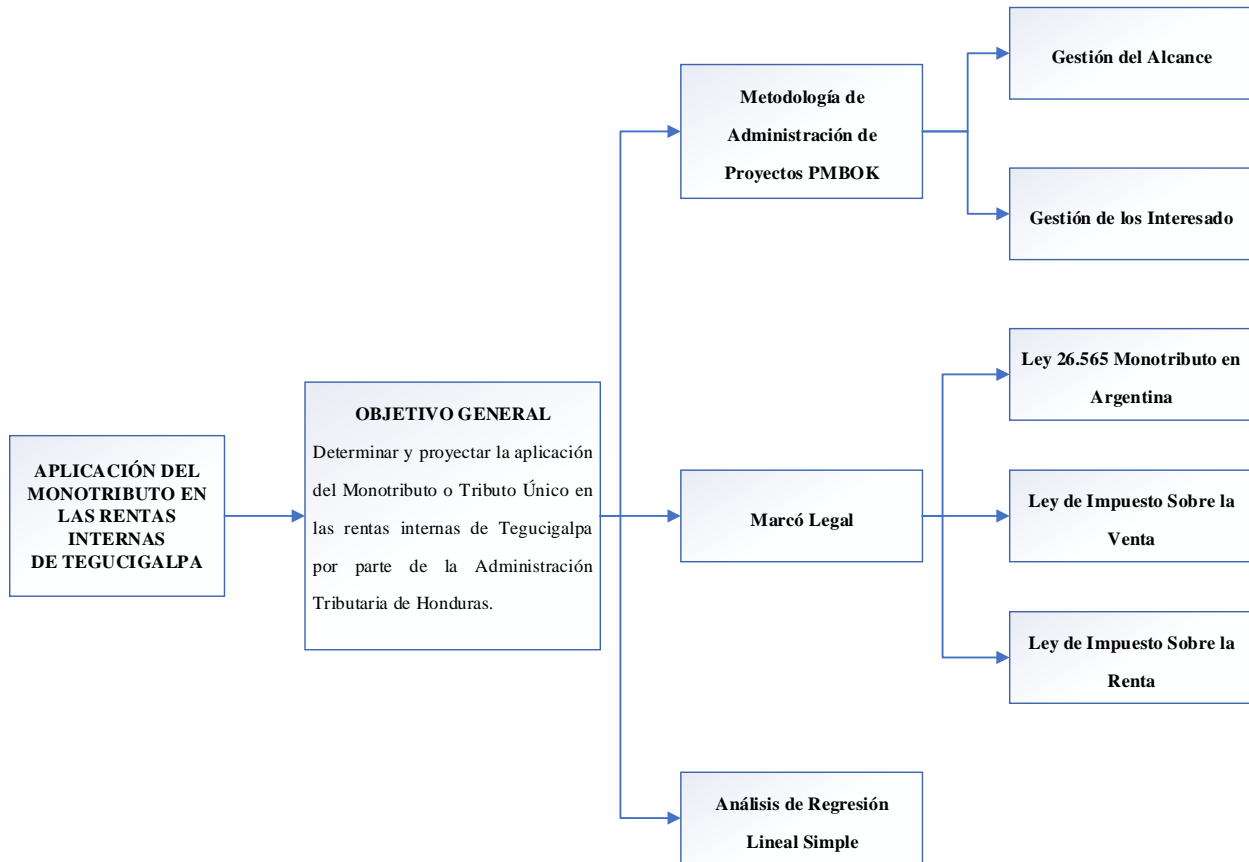 APLICACIÓN DEL
MONOTRIBUTO EN
LAS RENTAS
INTERNAS
DE TEGUCIGALPA
OBJETIVO GENERAL
Determinar y proyectar la aplicación
del Monotributo o Tributo Único en
las rentas internas de Tegucigalpa
por parte de la Administración
Tributaria de Honduras.
Metodología de
Administración de
Proyectos PMBOK
Gestión del Alcance
Gestión de los Interesado
Marcó Legal
Ley 26.565 Monotributo en
Argentina
Ley de Impuesto Sobre la
Venta
Ley de Impuesto Sobre la
Renta
Análisis de Regresión
Lineal Simple